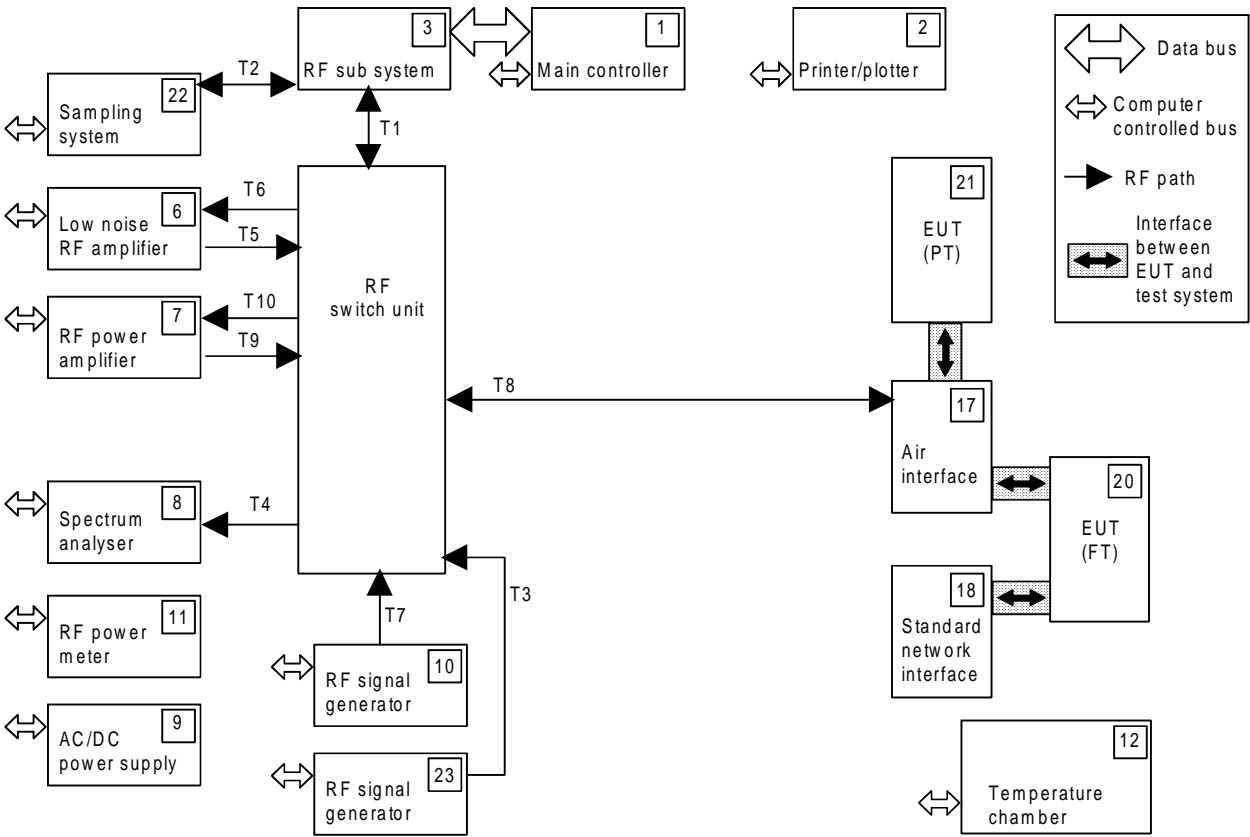 3
RF sub system
1
Main controller
2
Printer/plotter
Data bus
Computer
controlled bus
RF path
Interface
between
EUT and
test system
T2
22
Sampling
system
T1
T6
6
Low noise
RF amplifier
T5
T10
7
RF power
amplifier
T9
RF
switch unit
21
EUT
(PT)
T8
17
Air
interface
20
EUT
(FT)
8
Spectrum
analyser
T4
T3
18
Standard
network
interface
11
RF power
meter
T7
10
RF signal
generator
9
AC/DC
power supply
23
RF signal
generator
12
Temperature
chamber